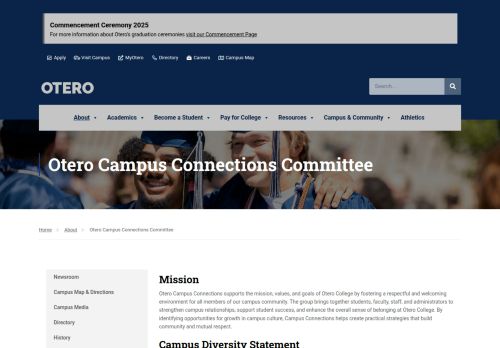 Commencement Ceremony 2025
For more information about Otero's graduation ceremonies visit our Commencement Page
Apply Visit Campus MyOtero Directory Careers Campus Map
OTERO
Search...
About Academics Become a Student Pay for College Resources Campus & Community Athletics
Otero Campus Connections Committee
Home About Otero Campus Connections Committee
Newsroom
Campus Map & Directions
Campus Media
Directory
History
Mission
Otero Campus Connections supports the mission, values, and goals of Otero College by fostering a respectful and welcoming
environment for all members of our campus community. The group brings together students, faculty, staff, and administrators to
strengthen campus relationships, support student success, and enhance the overall sense of belonging at Otero College. By
identifying opportunities for growth in campus culture, Campus Connections helps create practical strategies that build
community and mutual respect.
Campus Diversity Statement